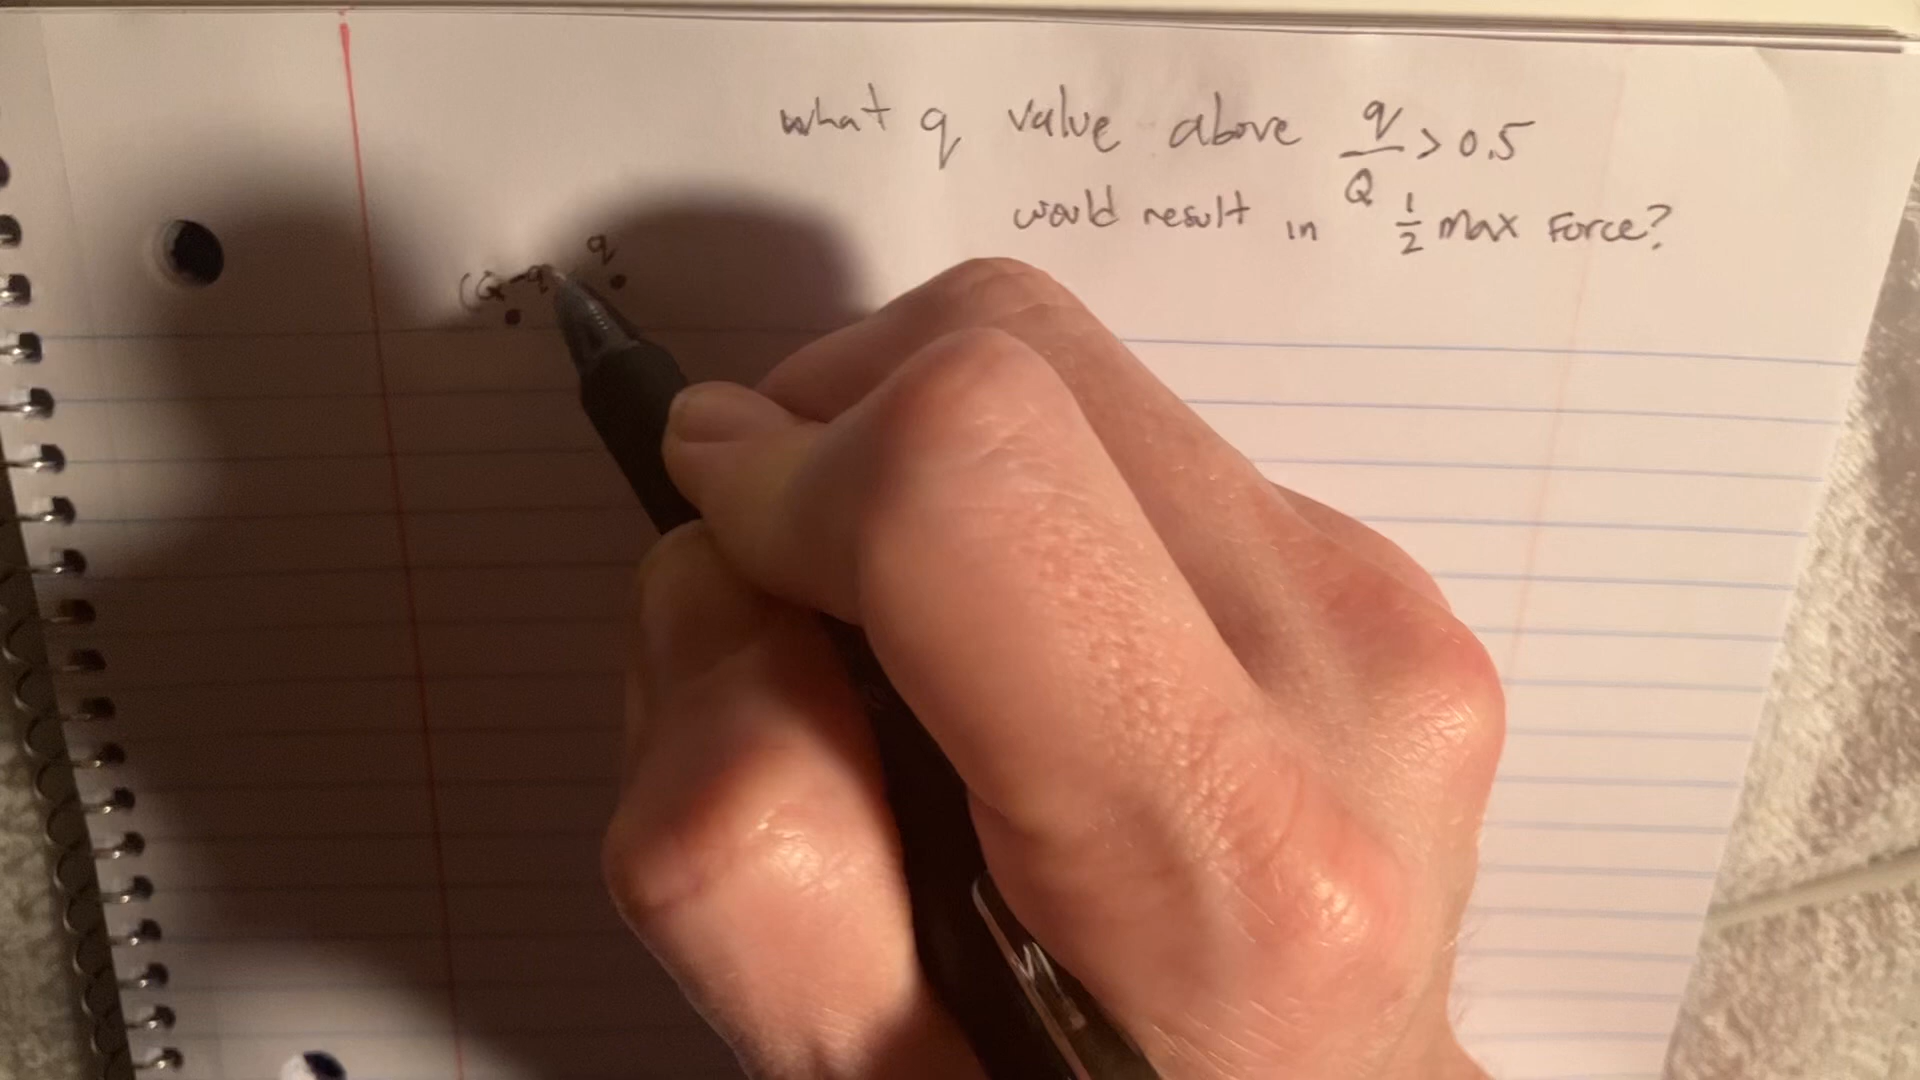 what q value above q/Q > 0.5
would result in 1/2 max Force?
q
(Q-q